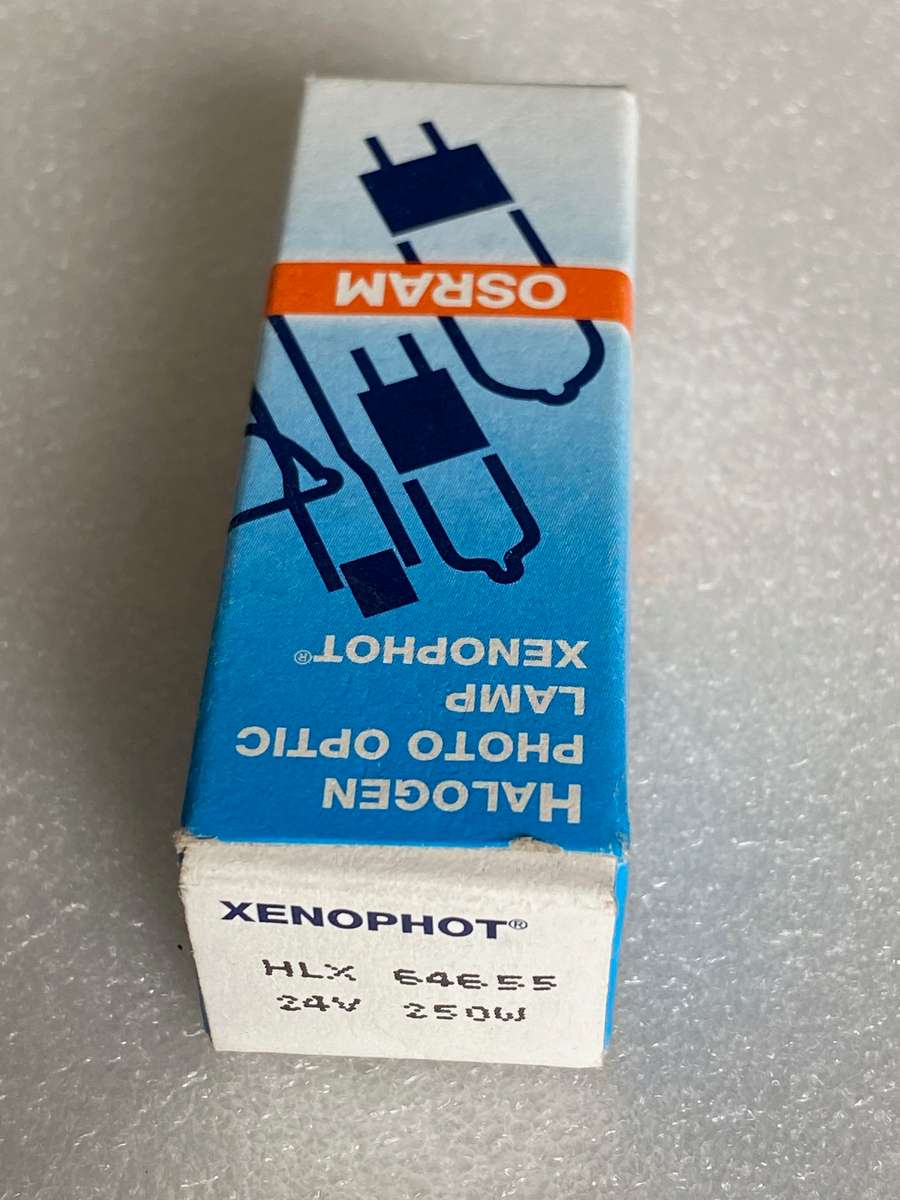 OSRAM
HALOGEN
PHOTO OPTIC
LAMP
XENOPHOT®
XENOPHOT®
HLX 64655
24V 250W